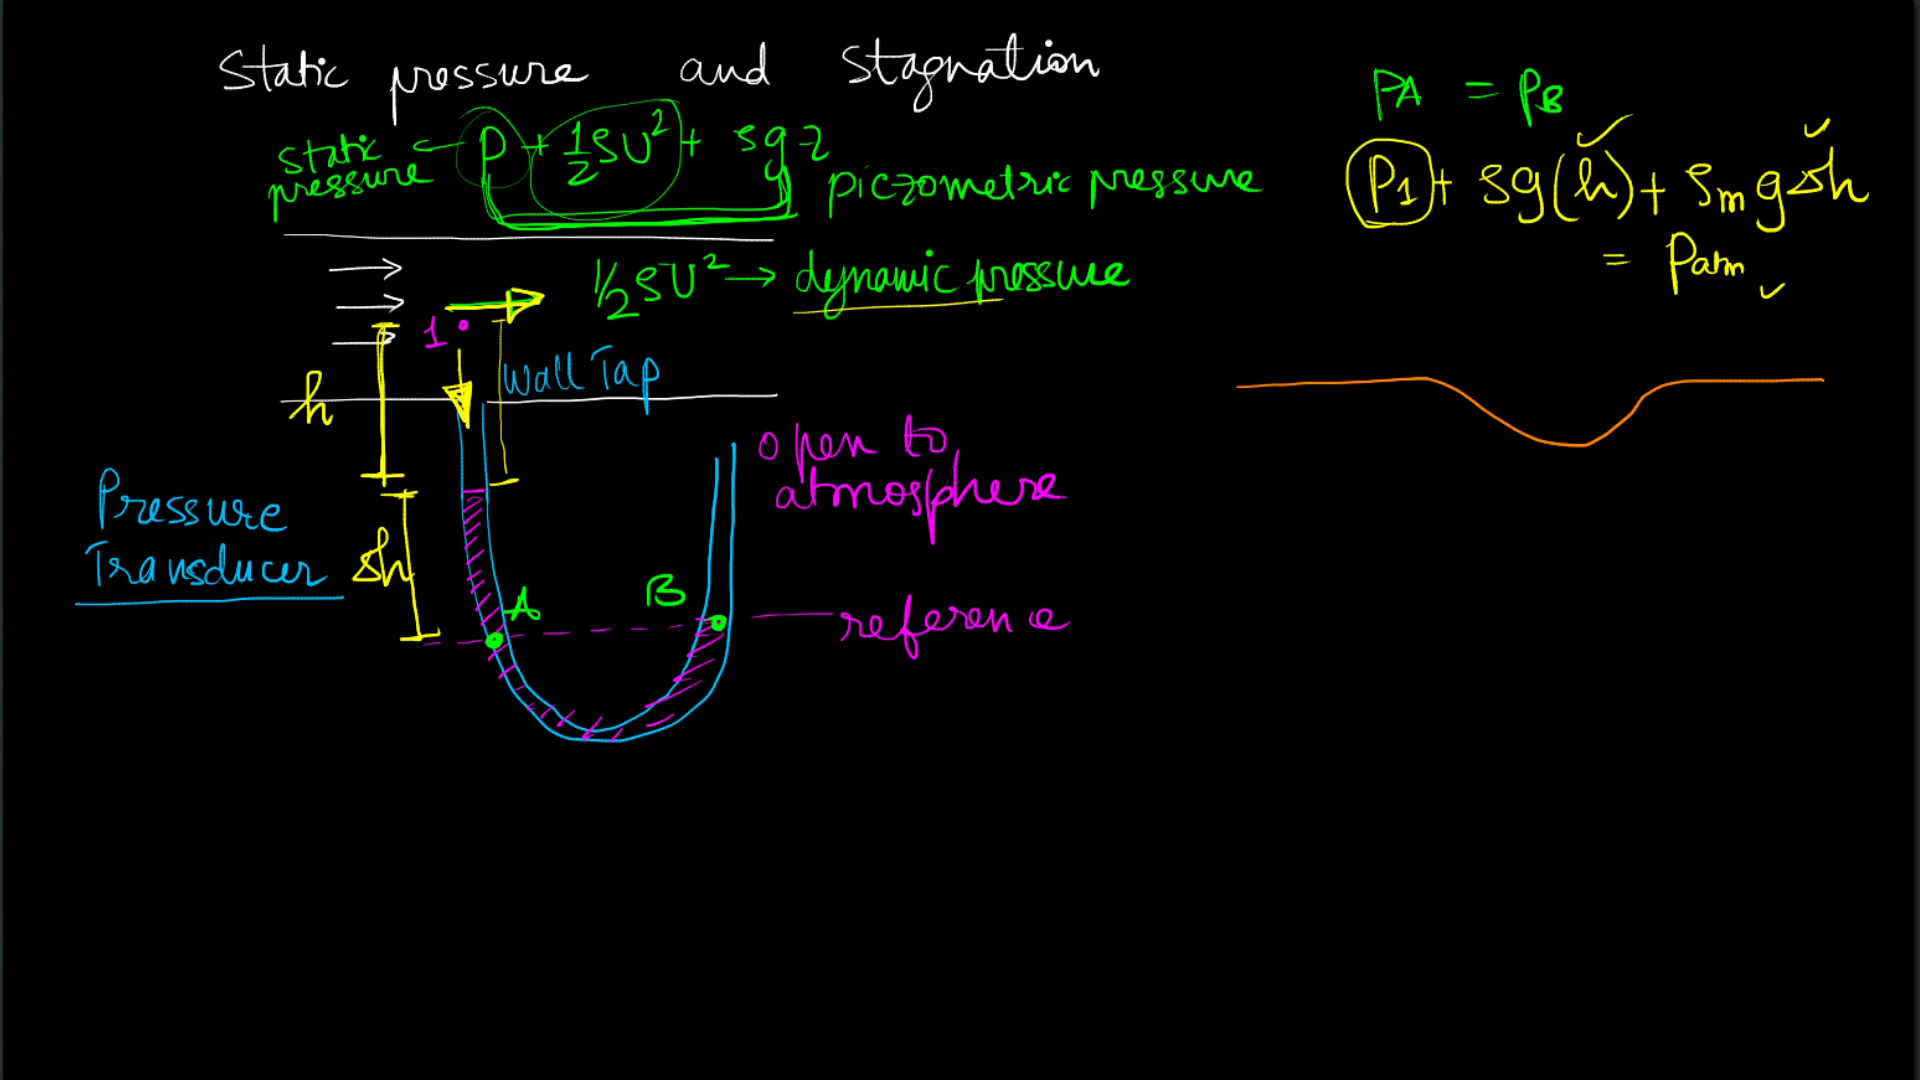 Static pressure and Stagnation
static pressure ← P + 1/2 ρU² + ρgz
piezometric pressure
1/2 ρU² → dynamic pressure
1
Wall Tap
h
open to atmosphere
Pressure Transducer
Δh
A
B
reference
PA = PB
P1 + ρg(h) + ρm gΔh
= Patm